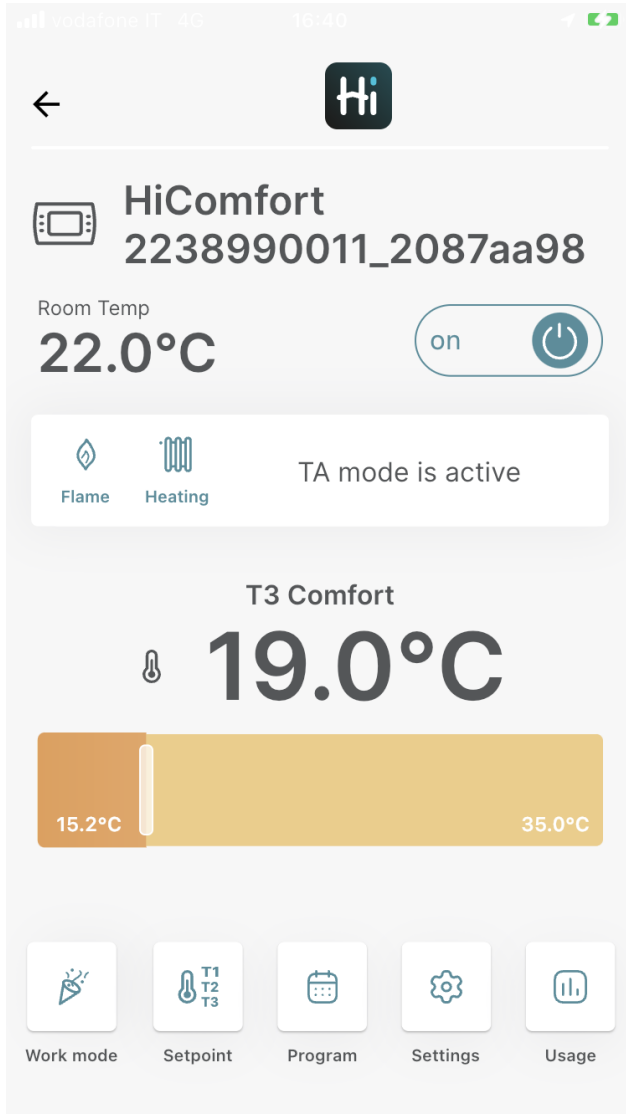 vodafone IT 4G 16:40
Hi
HiComfort
2238990011_2087aa98
Room Temp
22.0°C
on
Flame
Heating
TA mode is active
T3 Comfort
19.0°C
15.2°C
35.0°C
T1
T2
T3
Work mode
Setpoint
Program
Settings
Usage